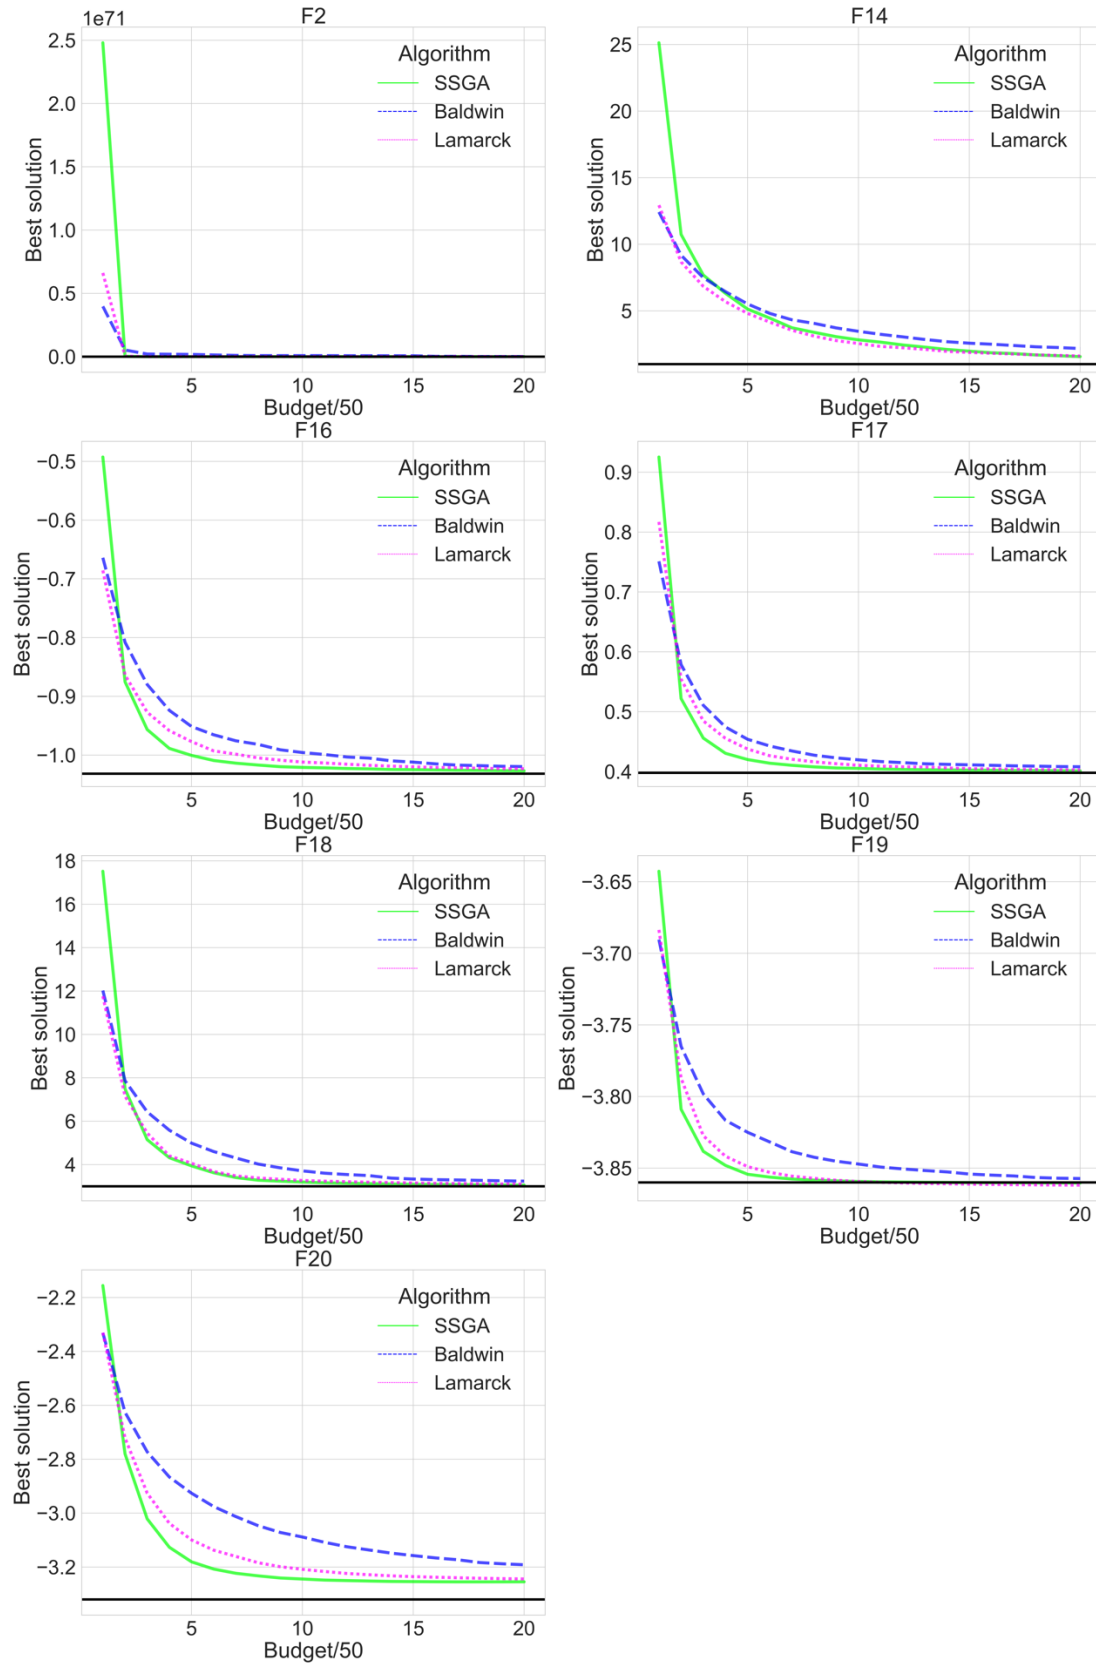 F2
1e71
2.5
2.0
1.5
1.0
0.5
0.0
Best solution
Algorithm
SSGA
Baldwin
Lamarck
5 10 15 20
Budget/50
F14
25
20
15
10
5
Best solution
Algorithm
SSGA
Baldwin
Lamarck
5 10 15 20
Budget/50
F16
−0.5
−0.6
−0.7
−0.8
−0.9
−1.0
Best solution
Algorithm
SSGA
Baldwin
Lamarck
5 10 15 20
Budget/50
F17
0.9
0.8
0.7
0.6
0.5
0.4
Best solution
Algorithm
SSGA
Baldwin
Lamarck
5 10 15 20
Budget/50
F18
18
16
14
12
10
8
6
4
Best solution
Algorithm
SSGA
Baldwin
Lamarck
5 10 15 20
Budget/50
F19
−3.65
−3.70
−3.75
−3.80
−3.85
Best solution
Algorithm
SSGA
Baldwin
Lamarck
5 10 15 20
Budget/50
F20
−2.2
−2.4
−2.6
−2.8
−3.0
−3.2
Best solution
Algorithm
SSGA
Baldwin
Lamarck
5 10 15 20
Budget/50